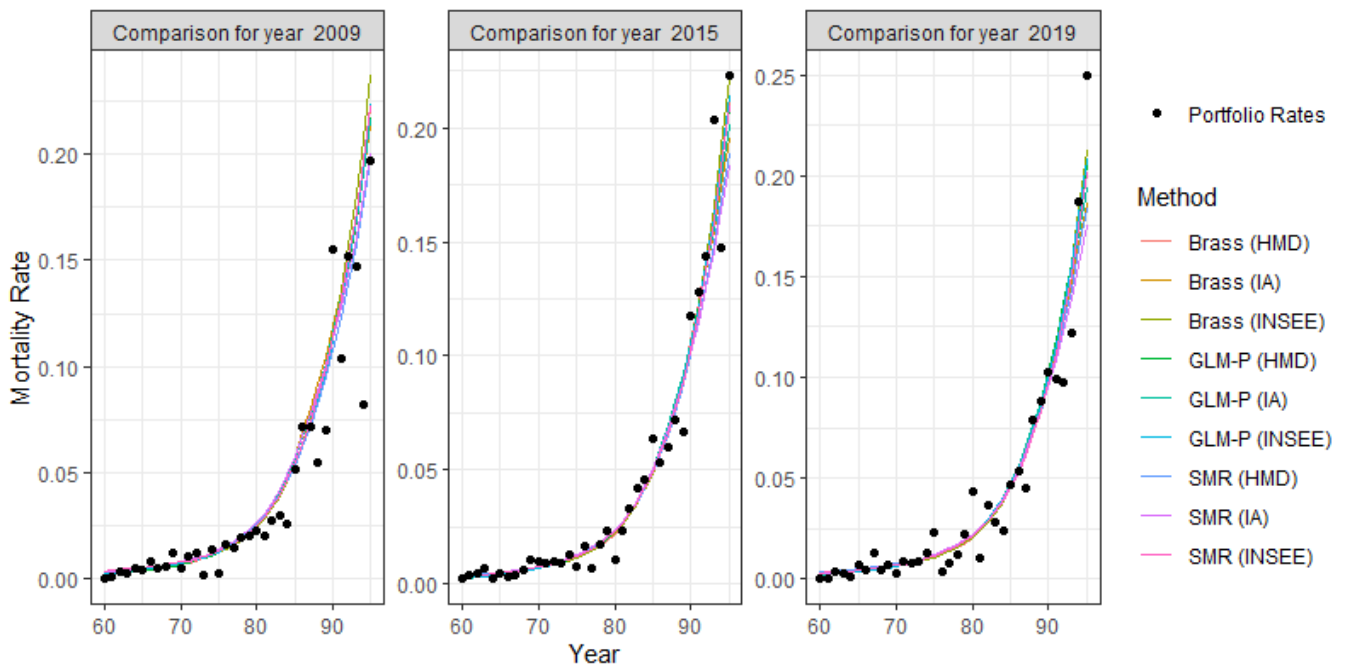 Comparison for year 2009
Comparison for year 2015
Comparison for year 2019
Mortality Rate
0.00
0.05
0.10
0.15
0.20
0.00
0.05
0.10
0.15
0.20
0.00
0.05
0.10
0.15
0.20
0.25
60 70 80 90
60 70 80 90
60 70 80 90
Year
Portfolio Rates
Method
Brass (HMD)
Brass (IA)
Brass (INSEE)
GLM-P (HMD)
GLM-P (IA)
GLM-P (INSEE)
SMR (HMD)
SMR (IA)
SMR (INSEE)